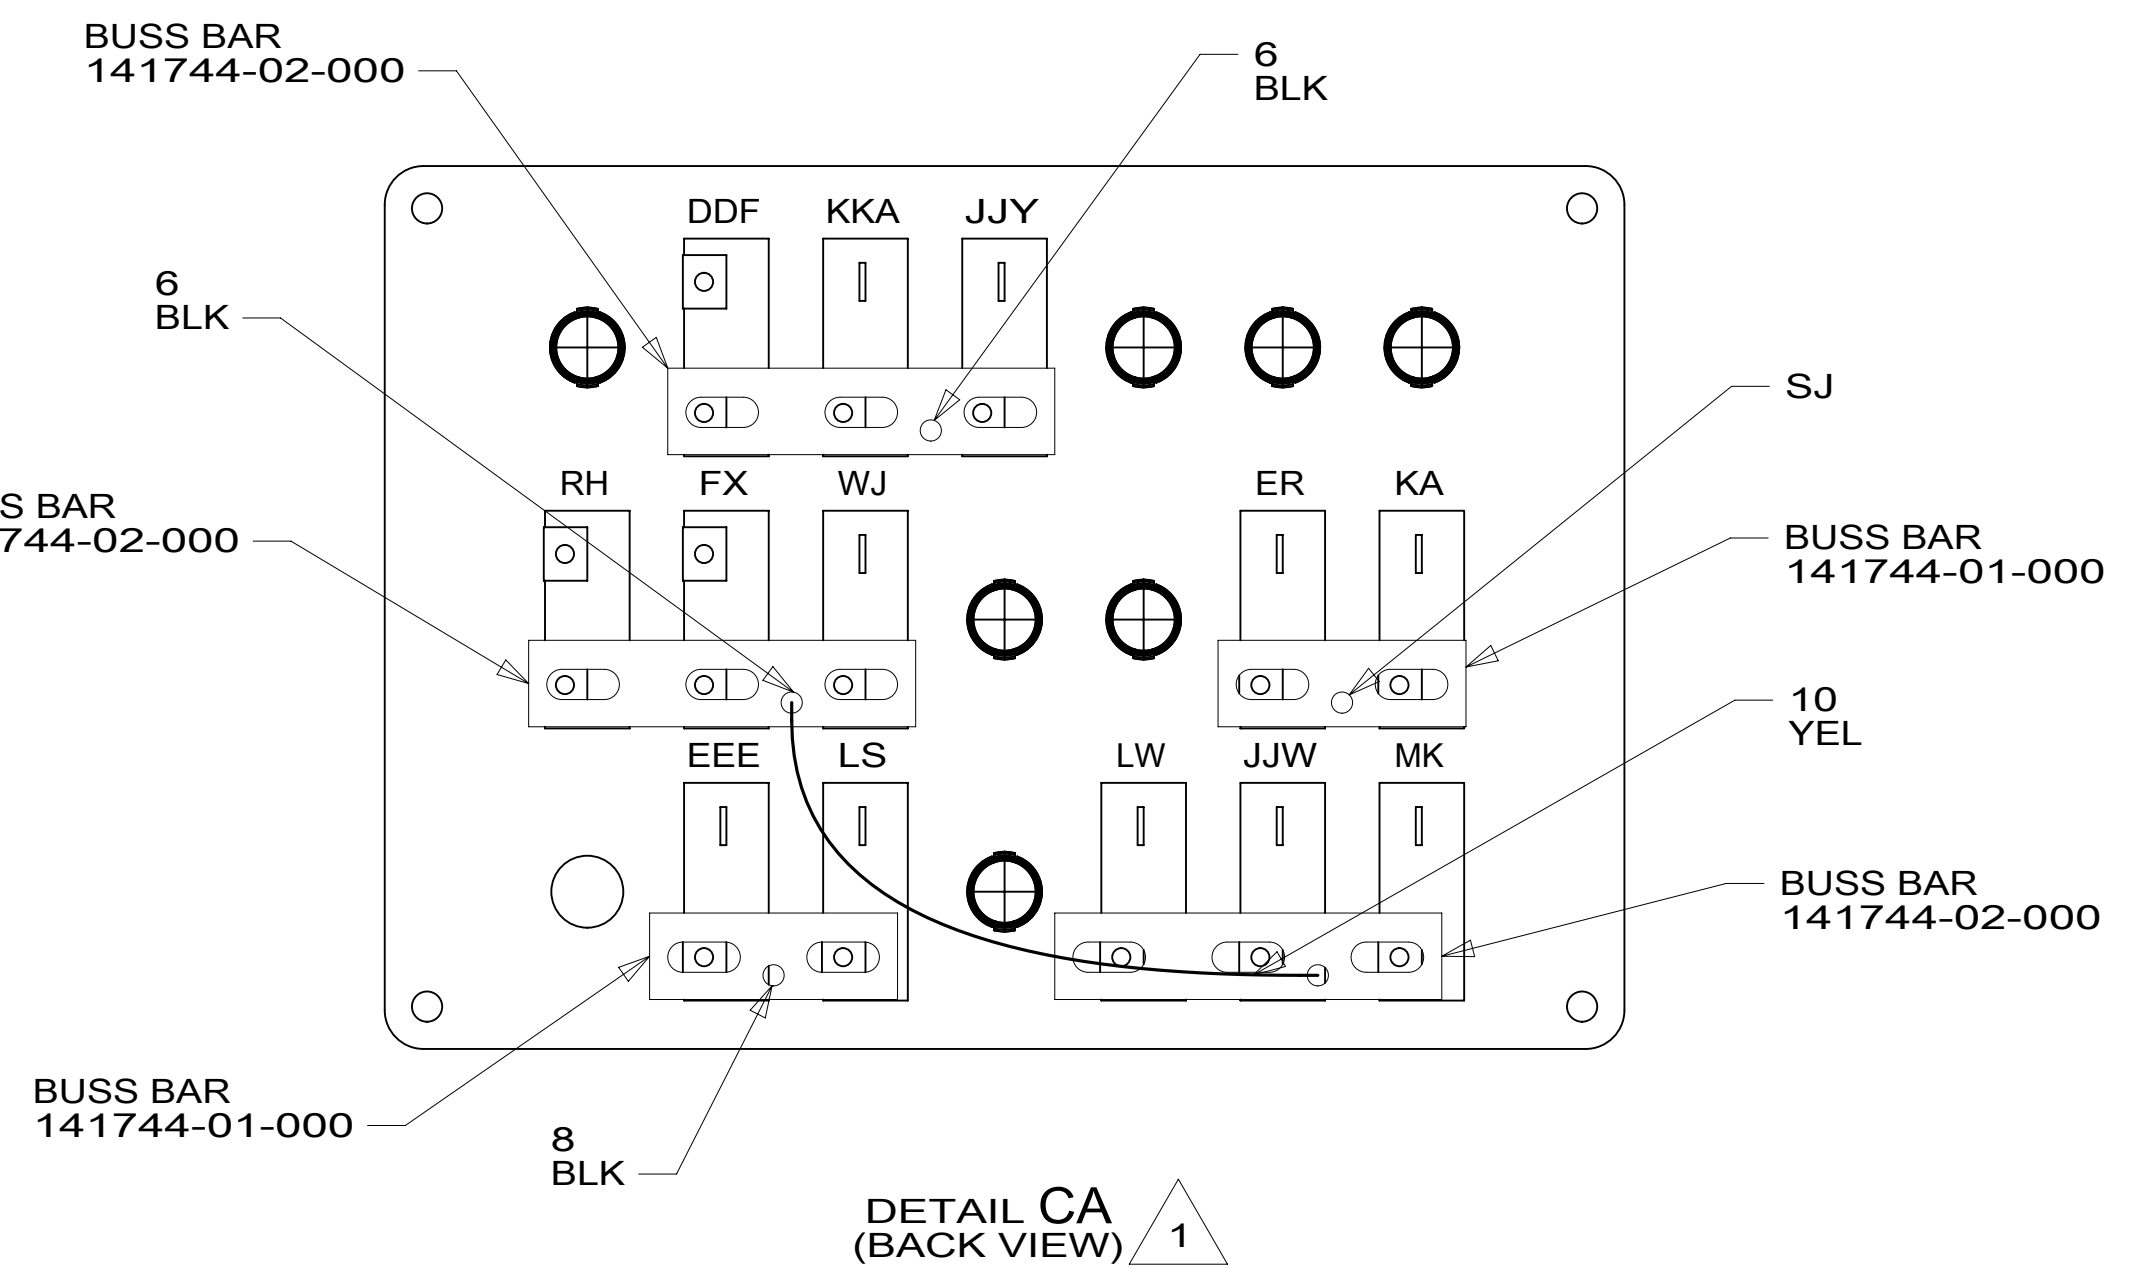 BUSS BAR
141744-02-000
6
BLK
DDF KKA JJY
6
BLK
SJ
RH FX WJ ER KA
S BAR
744-02-000
BUSS BAR
141744-01-000
10
YEL
EEE LS LW JJW MK
BUSS BAR
141744-02-000
BUSS BAR
141744-01-000
8
BLK
DETAIL CA
(BACK VIEW)
1